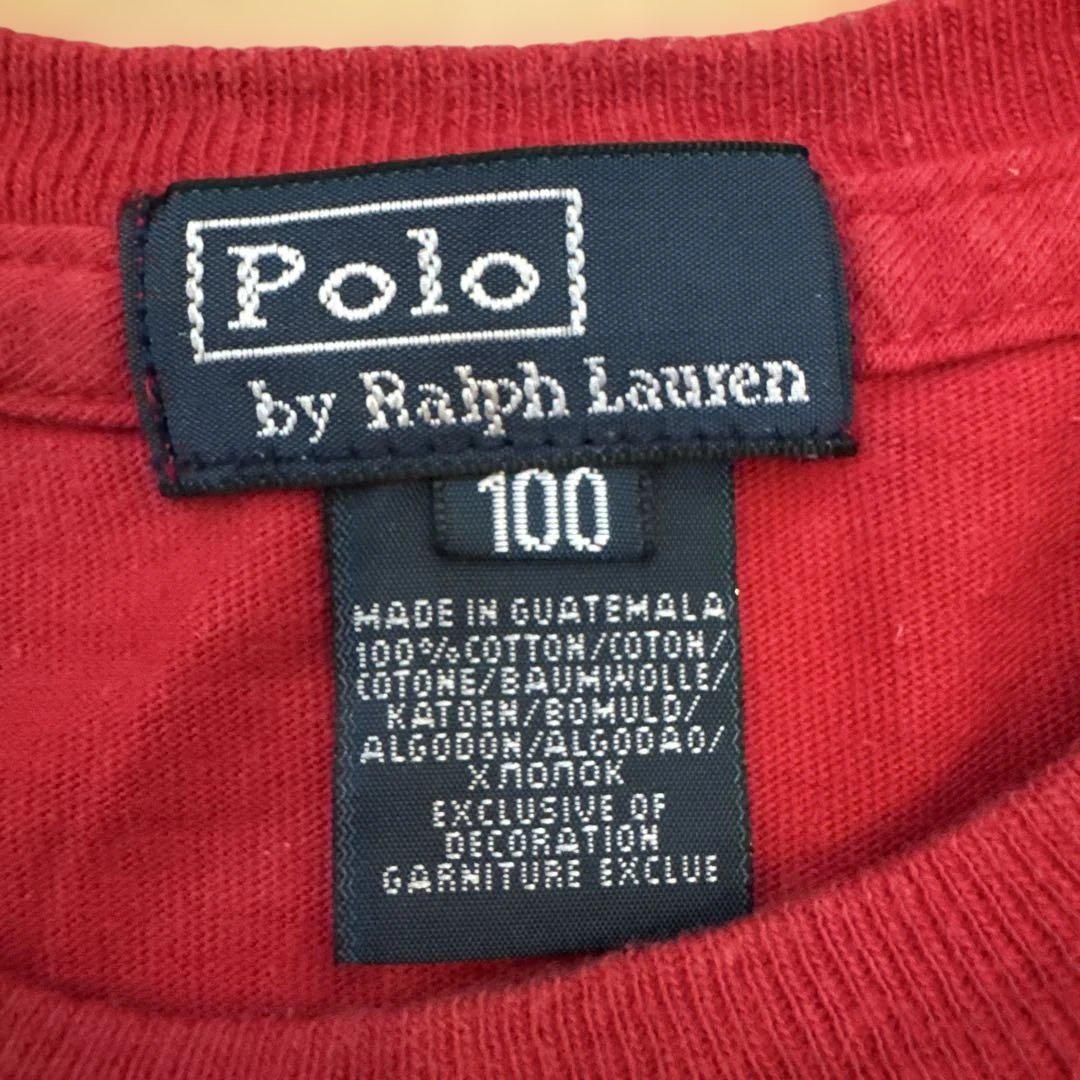 Polo
by Ralph Lauren
100
MADE IN GUATEMALA
100%COTTON/COTON/
COTONE/BAUMWOLLE/
KATOEN/BOMULD/
ALGODON/ALGODAO/
ХЛОПОК
EXCLUSIVE OF
DECORATION
GARNITURE EXCLUE